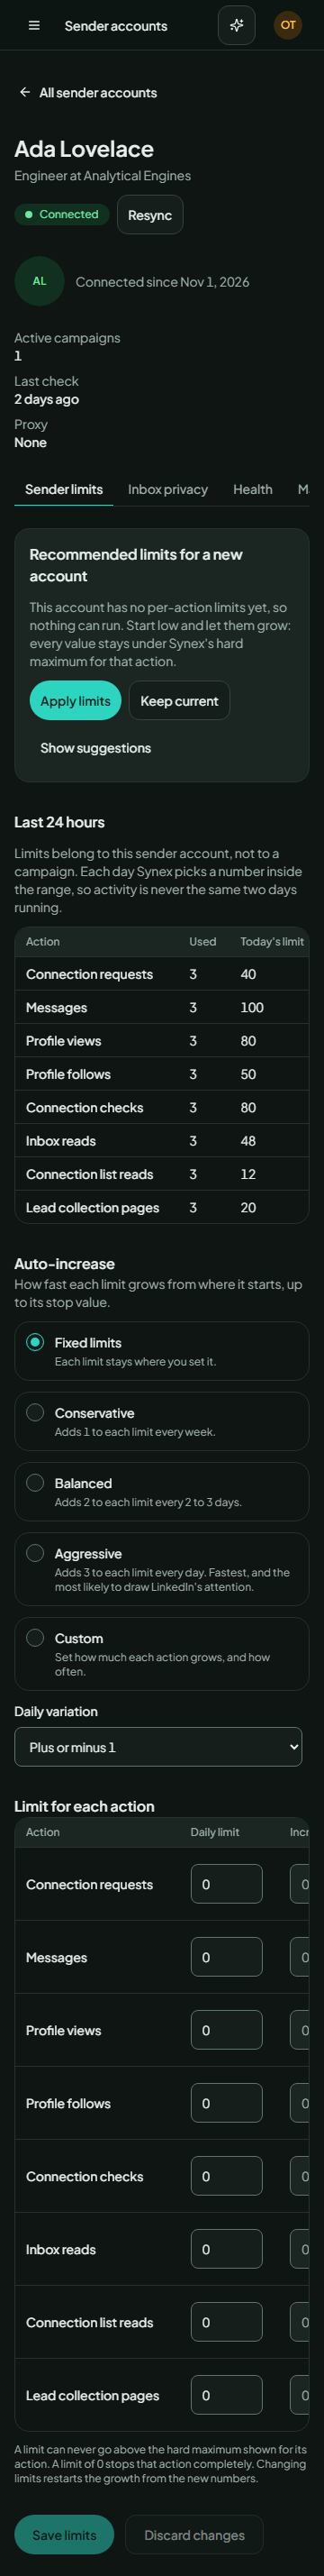 Sender accounts
OT
All sender accounts
Ada Lovelace
Engineer at Analytical Engines
Connected
Resync
AL
Connected since Nov 1, 2026
Active campaigns
1
Last check
2 days ago
Proxy
None
Sender limits Inbox privacy Health
Recommended limits for a new
account
This account has no per-action limits yet, so
nothing can run. Start low and let them grow:
every value stays under Synex's hard
maximum for that action.
Apply limits Keep current
Show suggestions
Last 24 hours
Limits belong to this sender account, not to a
campaign. Each day Synex picks a number inside
the range, so activity is never the same two days
running.
Action Used Today's limit
Connection requests 3 40
Messages 3 100
Profile views 3 80
Profile follows 3 50
Connection checks 3 80
Inbox reads 3 48
Connection list reads 3 12
Lead collection pages 3 20
Auto-increase
How fast each limit grows from where it starts, up
to its stop value.
Fixed limits
Each limit stays where you set it.
Conservative
Adds 1 to each limit every week.
Balanced
Adds 2 to each limit every 2 to 3 days.
Aggressive
Adds 3 to each limit every day. Fastest, and the
most likely to draw LinkedIn's attention.
Custom
Set how much each action grows, and how
often.
Daily variation
Plus or minus 1
Limit for each action
Action Daily limit
Connection requests 0 0
Messages 0 0
Profile views 0 0
Profile follows 0 0
Connection checks 0 0
Inbox reads 0 0
Connection list reads 0 0
Lead collection pages 0 0
A limit can never go above the hard maximum shown for its
action. A limit of 0 stops that action completely. Changing
limits restarts the growth from the new numbers.
Save limits Discard changes